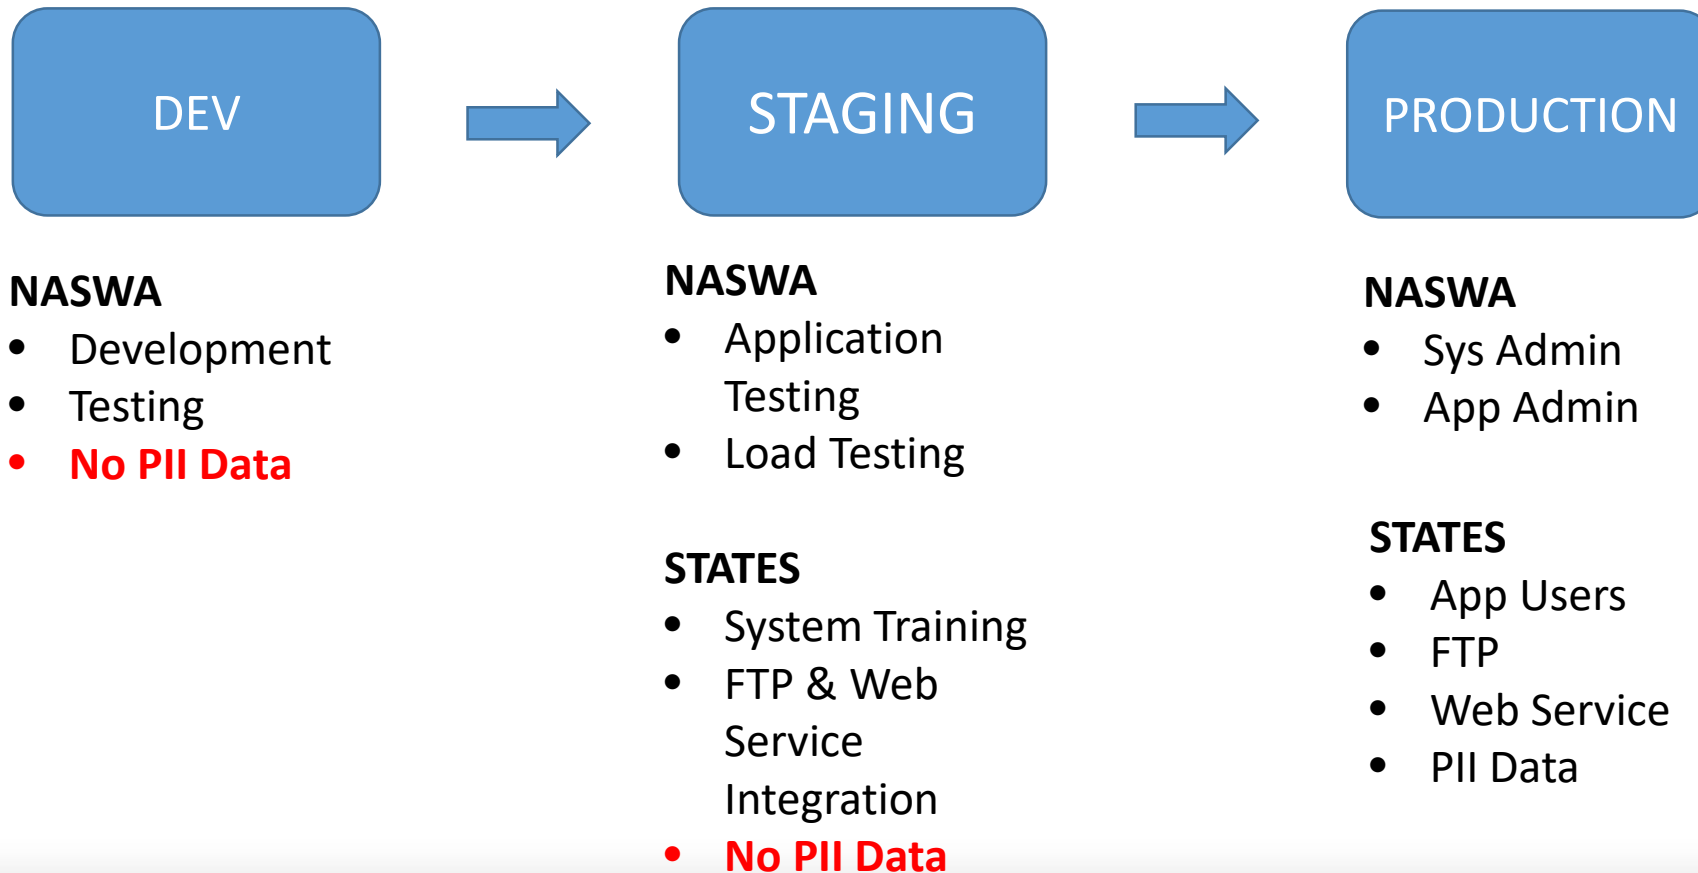 DEV
STAGING
PRODUCTION
NASWA
• Development
• Testing
• No PII Data
NASWA
• Application
Testing
• Load Testing
STATES
• System Training
• FTP & Web
Service
Integration
• No PII Data
NASWA
• Sys Admin
• App Admin
STATES
• App Users
• FTP
• Web Service
• PII Data